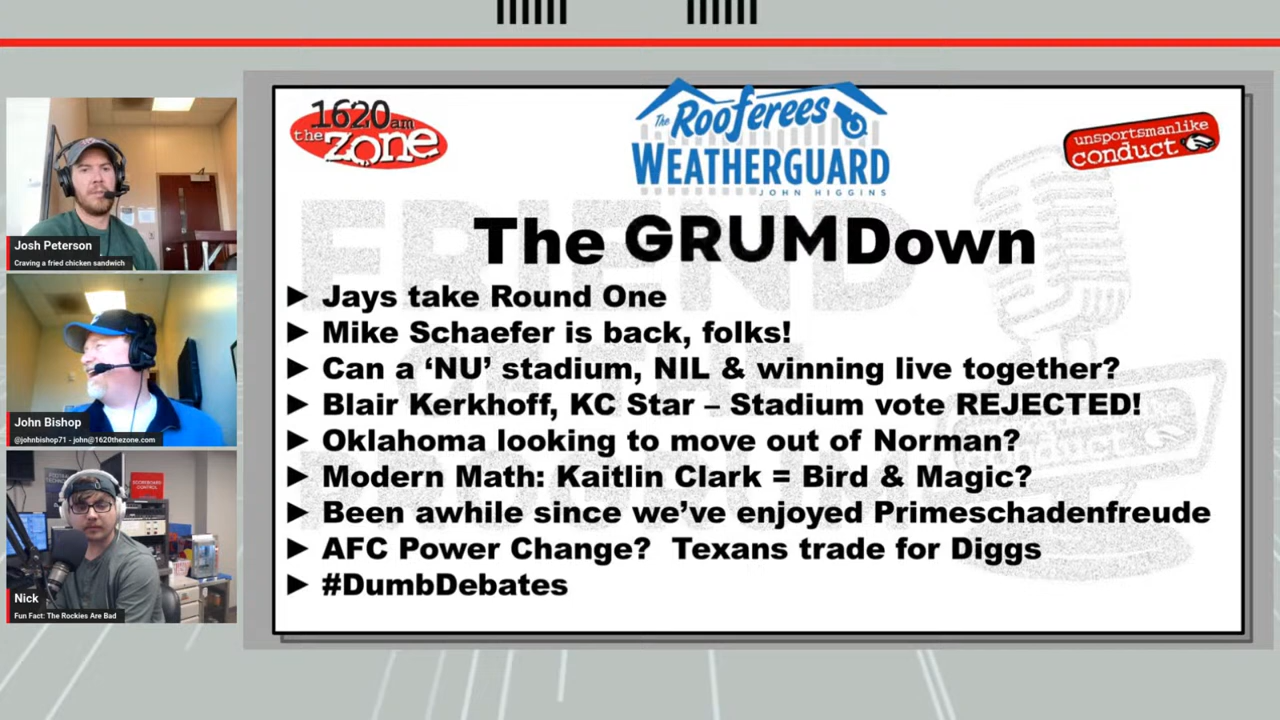 1620am
the zone
The Rooferees
WEATHERGUARD
JOHN HIGGINS
unsportsmanlike
conduct
The GRUMDown
► Jays take Round One
► Mike Schaefer is back, folks!
► Can a ‘NU’ stadium, NIL & winning live together?
► Blair Kerkhoff, KC Star – Stadium vote REJECTED!
► Oklahoma looking to move out of Norman?
► Modern Math: Kaitlin Clark = Bird & Magic?
► Been awhile since we’ve enjoyed Primeschadenfreude
► AFC Power Change?  Texans trade for Diggs
► #DumbDebates
Josh Peterson
Craving a fried chicken sandwich
John Bishop
@johnbishop71 - john@1620thezone.com
Nick
Fun Fact: The Rockies Are Bad
FRIEND